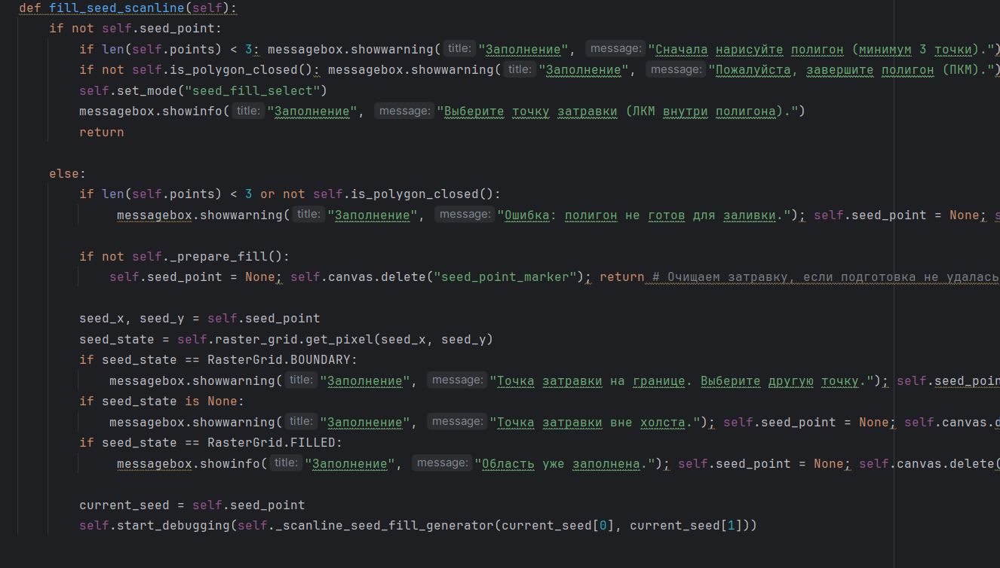 def fill_seed_scanline(self):
if not self.seed_point:
if len(self.points) < 3: messagebox.showwarning( title: "Заполнение", message: "Сначала нарисуйте полигон (минимум 3 точки).")
if not self.is_polygon_closed(): messagebox.showwarning( title: "Заполнение", message: "Пожалуйста, завершите полигон (ПКМ).")
self.set_mode("seed_fill_select")
messagebox.showinfo( title: "Заполнение", message: "Выберите точку затравки (ЛКМ внутри полигона).")
return
else:
if len(self.points) < 3 or not self.is_polygon_closed():
messagebox.showwarning( title: "Заполнение", message: "Ошибка: полигон не готов для заливки."); self.seed_point = None; s
if not self._prepare_fill():
self.seed_point = None; self.canvas.delete("seed_point_marker"); return # Очищаем затравку, если подготовка не удалась
seed_x, seed_y = self.seed_point
seed_state = self.raster_grid.get_pixel(seed_x, seed_y)
if seed_state == RasterGrid.BOUNDARY:
messagebox.showwarning( title: "Заполнение", message: "Точка затравки на границе. Выберите другую точку."); self.seed_poin
if seed_state is None:
messagebox.showwarning( title: "Заполнение", message: "Точка затравки вне холста."); self.seed_point = None; self.canvas.d
if seed_state == RasterGrid.FILLED:
messagebox.showinfo( title: "Заполнение", message: "Область уже заполнена."); self.seed_point = None; self.canvas.delete(
current_seed = self.seed_point
self.start_debugging(self._scanline_seed_fill_generator(current_seed[0], current_seed[1]))